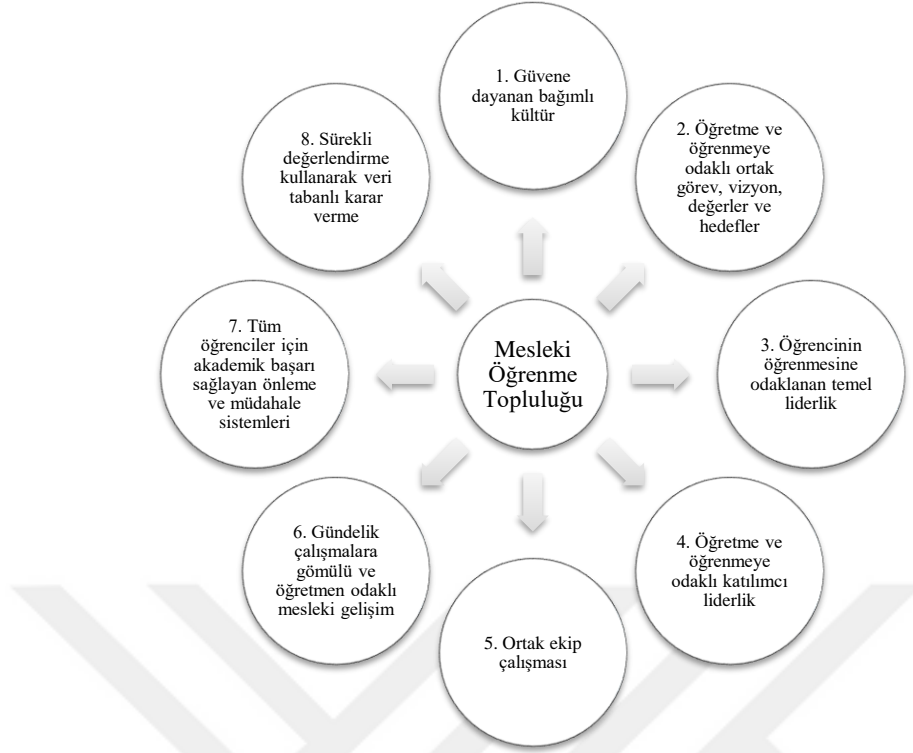 1. Güvene
dayanan bağımlı
kültür
2. Öğretme ve
öğrenmeye
odaklı ortak
görev, vizyon,
değerler ve
hedefler
3. Öğrencinin
öğrenmesine
odaklanan temel
liderlik
4. Öğretme ve
öğrenmeye
odaklı katılımcı
liderlik
5. Ortak ekip
çalışması
6. Gündelik
çalışmalara
gömülü ve
öğretmen odaklı
mesleki gelişim
7. Tüm
öğrenciler için
akademik başarı
sağlayan önleme
ve müdahale
sistemleri
8. Sürekli
değerlendirme
kullanarak veri
tabanlı karar
verme
Mesleki
Öğrenme
Topluluğu